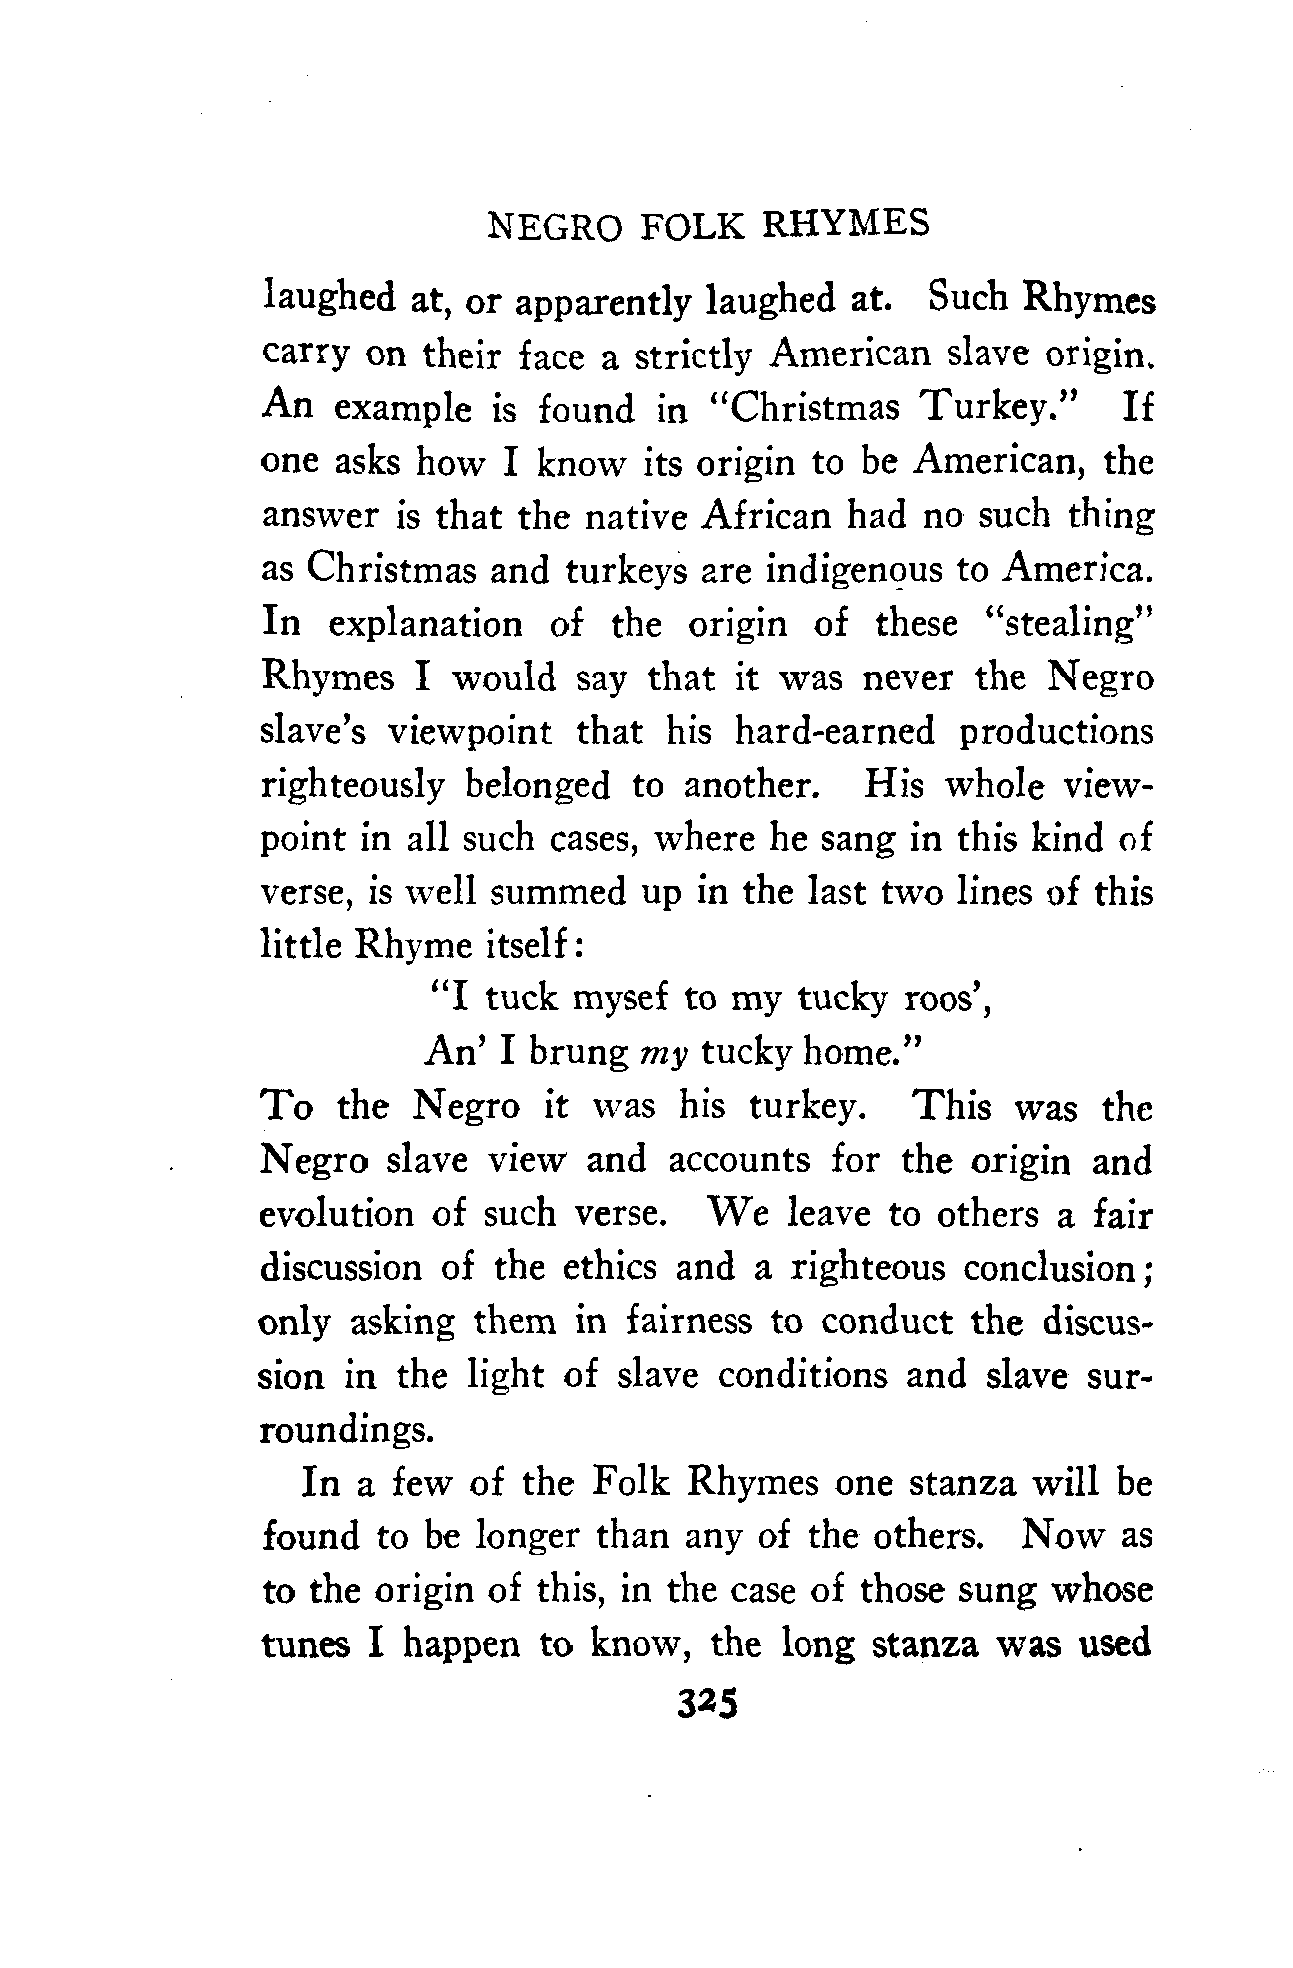 NEGRO FOLK RHYMES
laughed at, or apparently laughed at. Such Rhymes
carry on their face a strictly American slave origin.
An example is found in “Christmas Turkey.” If
one asks how I know its origin to be American, the
answer is that the native African had no such thing
as Christmas and turkeys are indigenous to America.
In explanation of the origin of these “stealing”
Rhymes I would say that it was never the Negro
slave’s viewpoint that his hard-earned productions
righteously belonged to another. His whole view-
point in all such cases, where he sang in this kind of
verse, is well summed up in the last two lines of this
little Rhyme itself:
“I tuck mysef to my tucky roos’,
An’ I brung my tucky home.”
To the Negro it was his turkey. This was the
Negro slave view and accounts for the origin and
evolution of such verse. We leave to others a fair
discussion of the ethics and a righteous conclusion;
only asking them in fairness to conduct the discus-
sion in the light of slave conditions and slave sur-
roundings.
In a few of the Folk Rhymes one stanza will be
found to be longer than any of the others. Now as
to the origin of this, in the case of those sung whose
tunes I happen to know, the long stanza was used
325